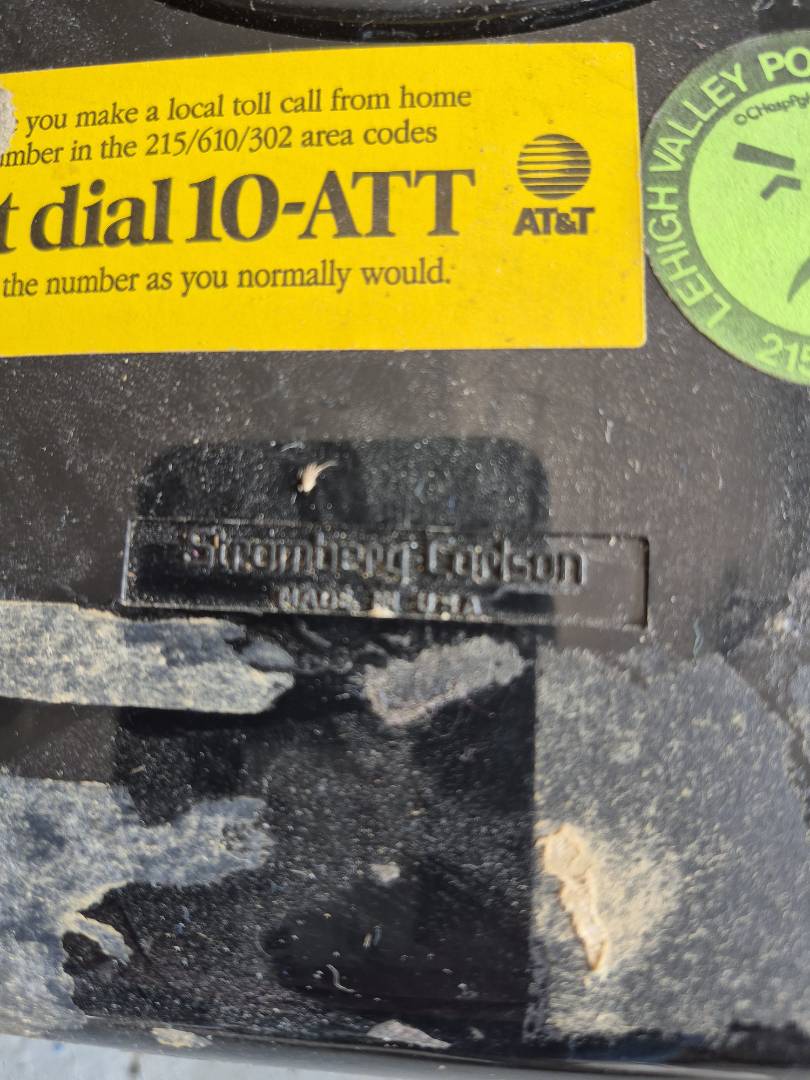 you make a local toll call from home
mber in the 215/610/302 area codes
t dial 10-ATT
the number as you normally would.
AT&T
LEHIGH VALLEY PO
215
Stromberg-Carlson
MADE IN U.S.A.